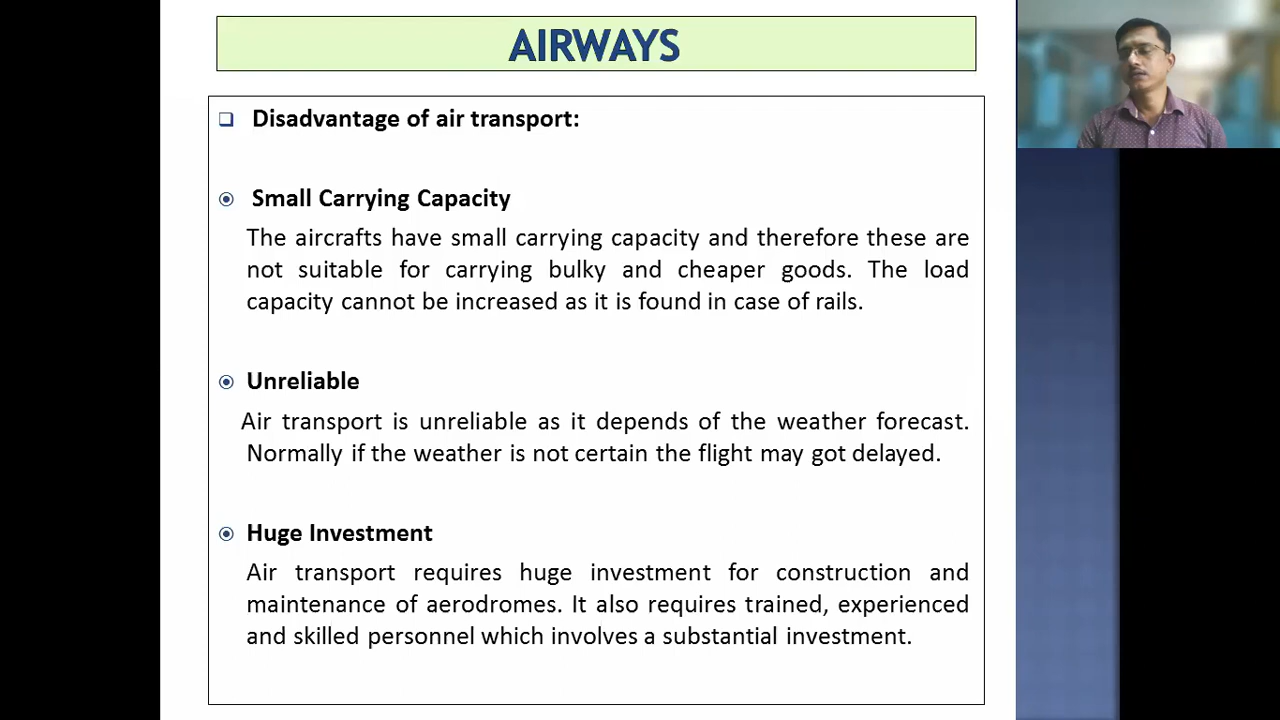 AIRWAYS
Disadvantage of air transport:
Small Carrying Capacity
The aircrafts have small carrying capacity and therefore these are
not suitable for carrying bulky and cheaper goods. The load
capacity cannot be increased as it is found in case of rails.
Unreliable
Air transport is unreliable as it depends of the weather forecast.
Normally if the weather is not certain the flight may got delayed.
Huge Investment
Air transport requires huge investment for construction and
maintenance of aerodromes. It also requires trained, experienced
and skilled personnel which involves a substantial investment.